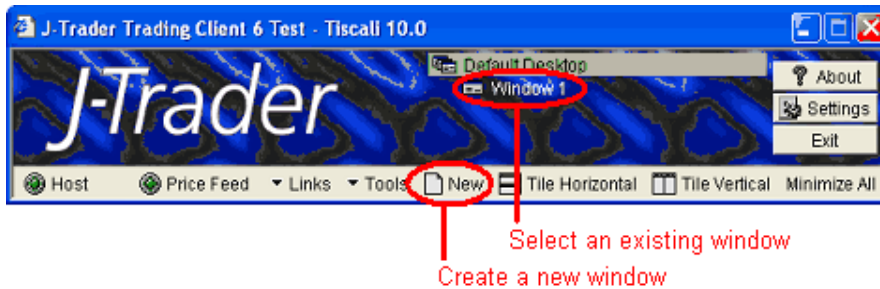 J-Trader Trading Client 6 Test - Tiscali 10.0
J-Trader
Default Desktop
Window 1
About
Settings
Exit
Host Price Feed Links Tools New Tile Horizontal Tile Vertical Minimize All
Select an existing window
Create a new window